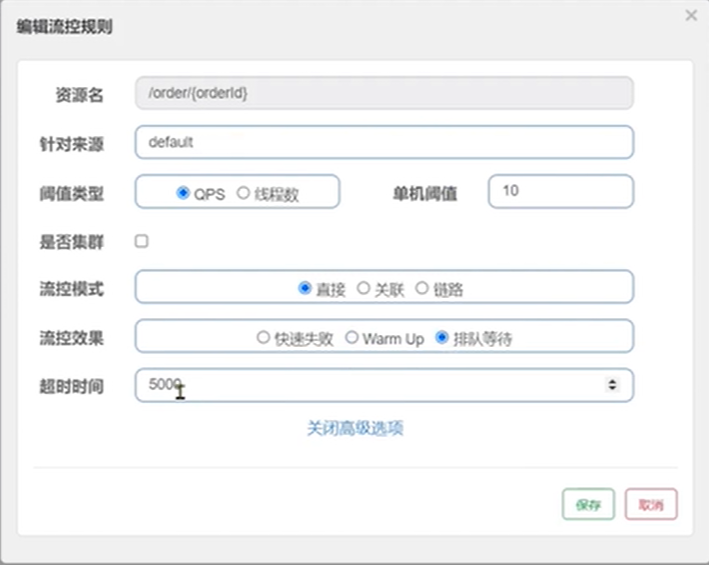 编辑流控规则 ×
资源名 /order/{orderId}
针对来源 default
阈值类型 QPS 线程数 单机阈值 10
是否集群
流控模式 直接 关联 链路
流控效果 快速失败 Warm Up 排队等待
超时时间 5000
关闭高级选项
保存 取消